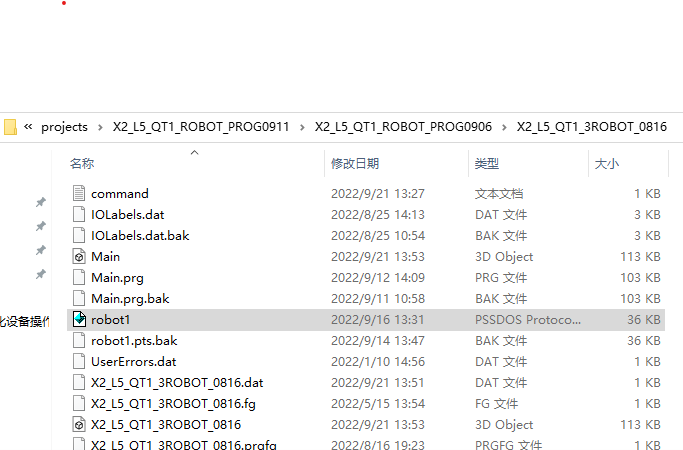 « projects > X2_L5_QT1_ROBOT_PROG0911 > X2_L5_QT1_ROBOT_PROG0906 > X2_L5_QT1_3ROBOT_0816
名称 修改日期 类型 大小
command 2022/9/21 13:27 文本文档 1 KB
IOLabels.dat 2022/8/25 14:13 DAT 文件 3 KB
IOLabels.dat.bak 2022/8/25 10:54 BAK 文件 3 KB
Main 2022/9/21 13:53 3D Object 113 KB
Main.prg 2022/9/12 14:09 PRG 文件 103 KB
Main.prg.bak 2022/9/11 10:58 BAK 文件 103 KB
化设备操作 robot1 2022/9/16 13:31 PSSDOS Protoco... 36 KB
robot1.pts.bak 2022/9/14 13:47 BAK 文件 36 KB
UserErrors.dat 2022/1/10 14:56 DAT 文件 1 KB
X2_L5_QT1_3ROBOT_0816.dat 2022/9/21 13:51 DAT 文件 1 KB
X2_L5_QT1_3ROBOT_0816.fg 2022/5/15 13:54 FG 文件 1 KB
X2_L5_QT1_3ROBOT_0816 2022/9/21 13:53 3D Object 113 KB
X2_L5_QT1_3ROBOT_0816.prgfg 2022/8/16 19:23 PRGFG 文件 1 KB